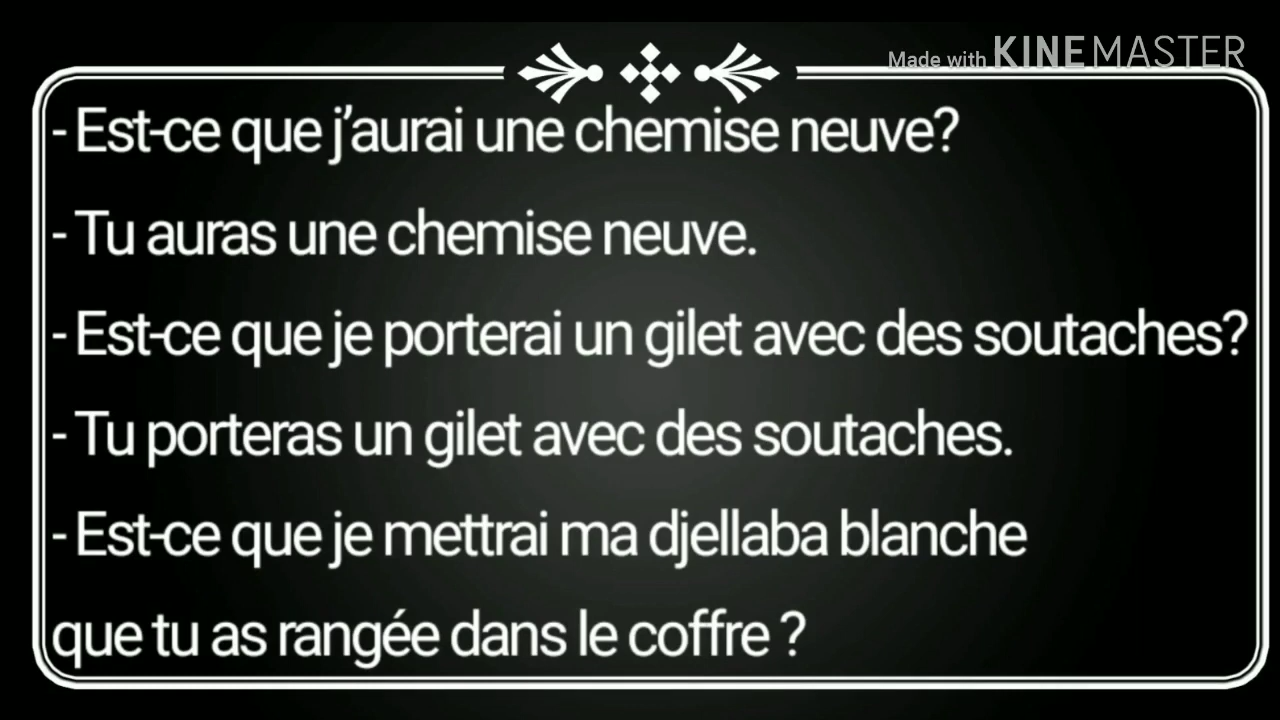 Made with KINEMASTER
- Est-ce que j’aurai une chemise neuve?
- Tu auras une chemise neuve.
- Est-ce que je porterai un gilet avec des soutaches?
- Tu porteras un gilet avec des soutaches.
- Est-ce que je mettrai ma djellaba blanche
que tu as rangée dans le coffre ?